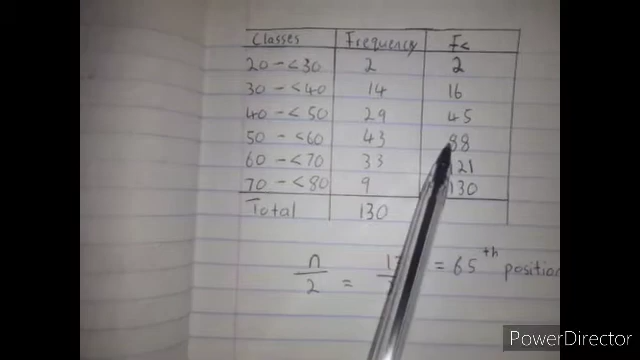 Classes Frequency F<
20 - <30 2 2
30 - <40 14 16
40 - <50 29 45
50 - <60 43 88
60 - <70 33 121
70 - <80 9 130
Total 130
n/2 = = 65th position
PowerDirector